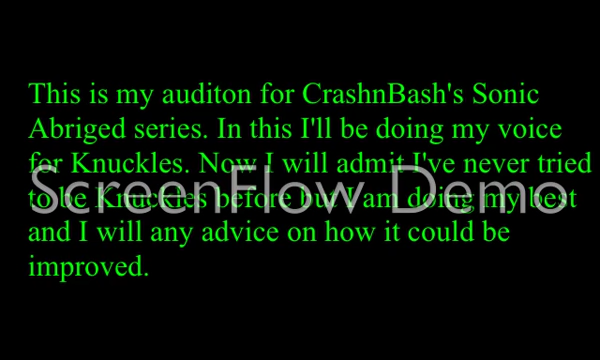 This is my auditon for CrashnBash's Sonic
Abriged series. In this I'll be doing my voice
for Knuckles. Now I will admit I've never tried
to be Knuckles before but I am doing my best
and I will any advice on how it could be
improved.
ScreenFlow Demo